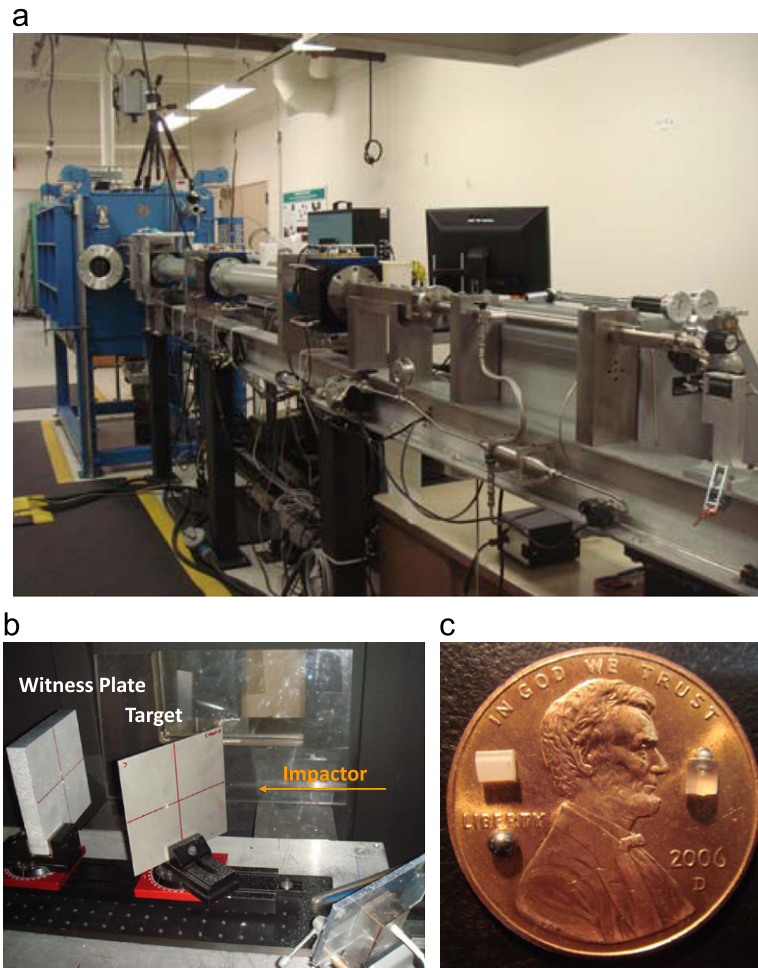 a
b
c
Witness Plate
Target
Impactor
IN GOD WE TRUST
LIBERTY
2006
D